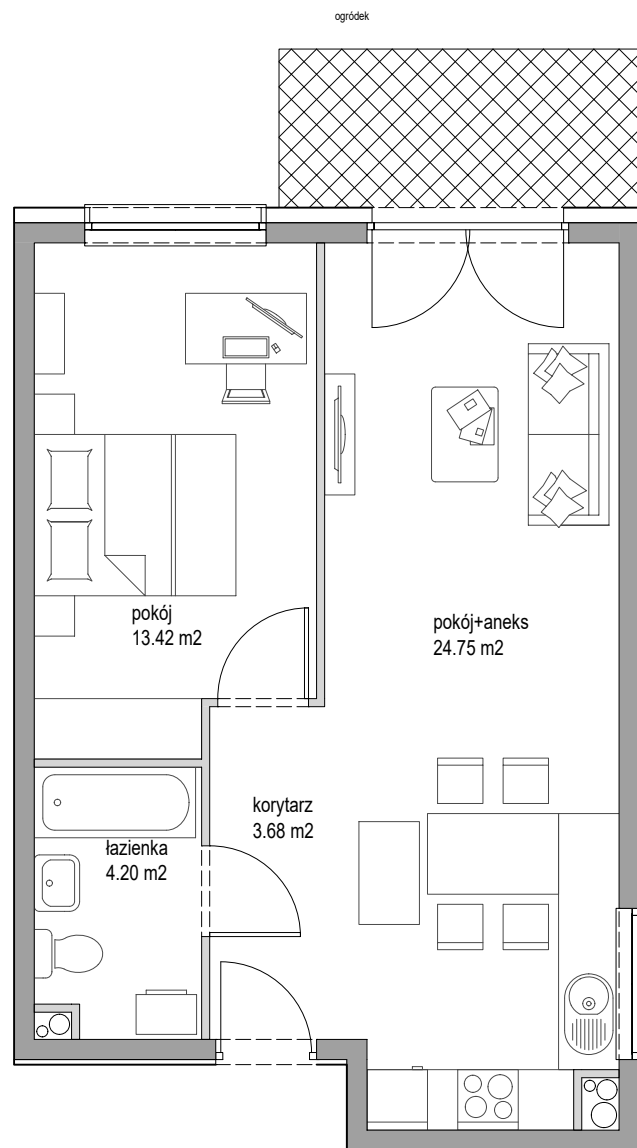 ogródek
pokój
13.42 m2
pokój+aneks
24.75 m2
korytarz
3.68 m2
łazienka
4.20 m2